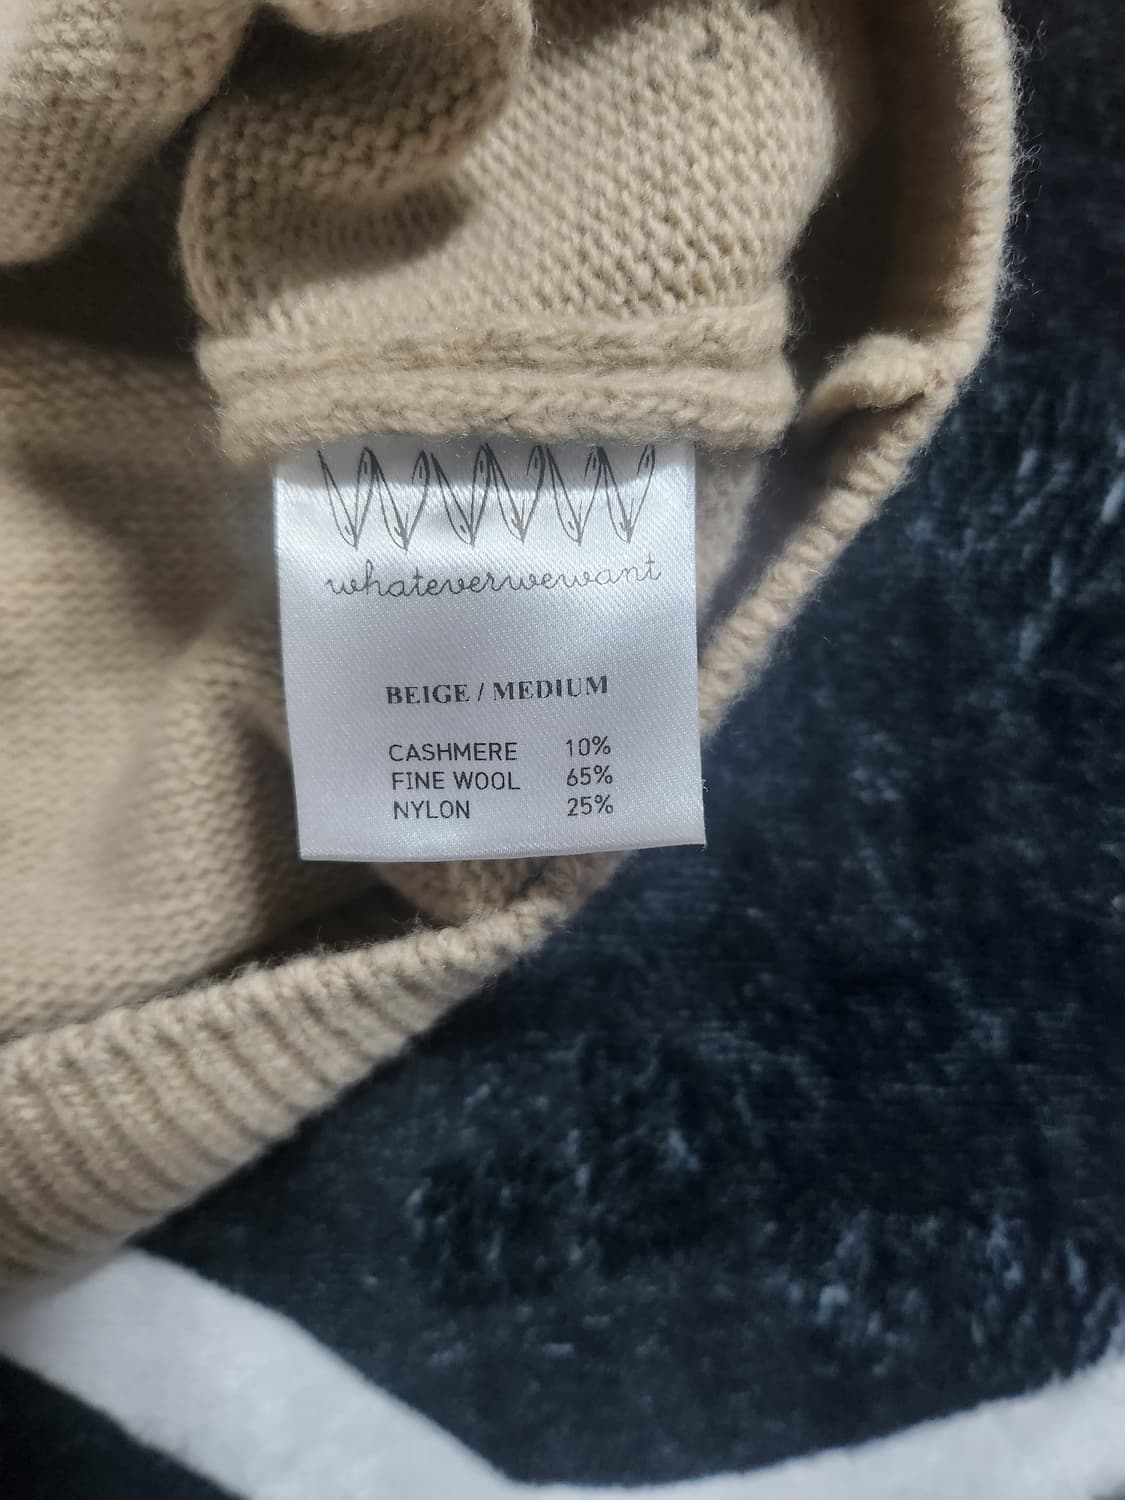 whateverwewant
BEIGE / MEDIUM
CASHMERE 10%
FINE WOOL 65%
NYLON 25%